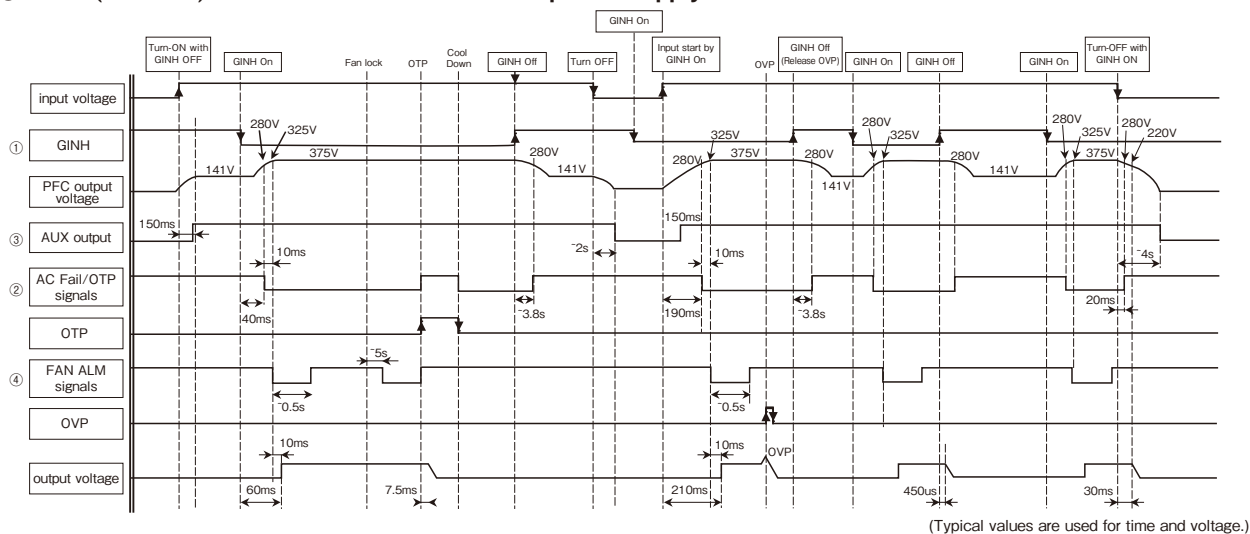 GINH On
Turn-ON with
GINH OFF
GINH On
Fan lock
OTP
Cool
Down
GINH Off
Turn OFF
Input start by
GINH On
OVP
GINH Off
(Release OVP)
GINH On
GINH Off
GINH On
Turn-OFF with
GINH ON
input voltage
① GINH
280V
325V
325V
280V
325V
280V
325V
280V
220V
PFC output
voltage
141V
375V
280V
141V
280V
375V
280V
141V
280V
141V
375V
③ AUX output
150ms
10ms
~2s
150ms
10ms
~4s
② AC Fail/OTP
signals
40ms
~3.8s
190ms
~3.8s
20ms
OTP
~5s
④ FAN ALM
signals
~0.5s
~0.5s
OVP
output voltage
10ms
60ms
7.5ms
10ms
OVP
210ms
450us
30ms
(Typical values are used for time and voltage.)